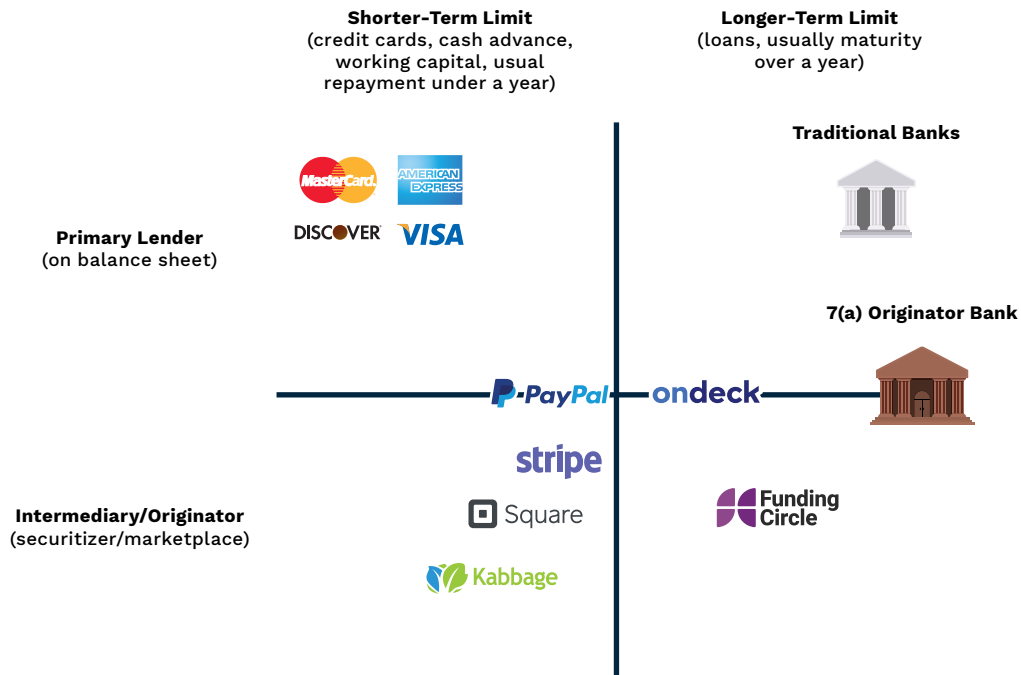 Shorter-Term Limit
(credit cards, cash advance,
working capital, usual
repayment under a year)
Longer-Term Limit
(loans, usually maturity
over a year)
Traditional Banks
MasterCard
AMERICAN
EXPRESS
DISCOVER
VISA
Primary Lender
(on balance sheet)
7(a) Originator Bank
PayPal
ondeck
stripe
Square
Funding
Circle
Intermediary/Originator
(securitizer/marketplace)
Kabbage